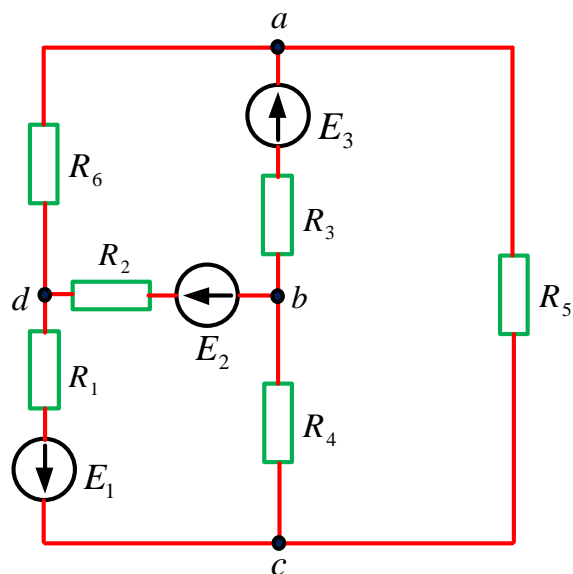 a
E₃
R₆
R₃
R₂
d
b
R₅
E₂
R₁
R₄
E₁
c